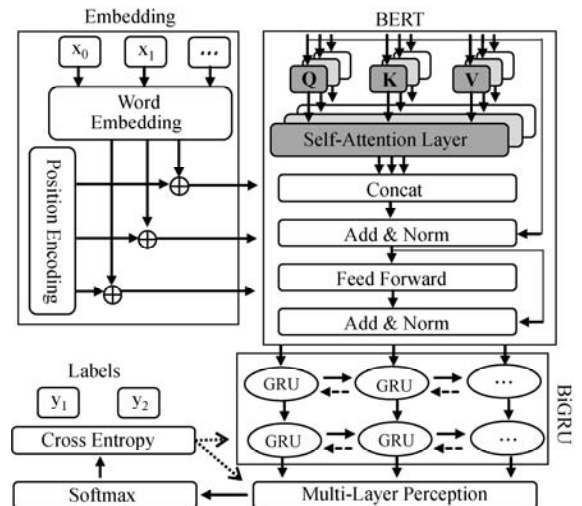 Embedding
x0
x1
...
Word
Embedding
Position Encoding
BERT
Q
K
V
Self-Attention Layer
Concat
Add & Norm
Feed Forward
Add & Norm
BiGRU
GRU
GRU
...
GRU
GRU
...
Labels
y1
y2
Cross Entropy
Softmax
Multi-Layer Perception